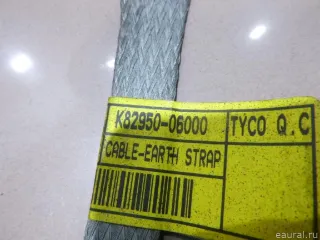 K82950-06000
TYCO Q.C
CABLE-EARTH STRAP
eaural.ru